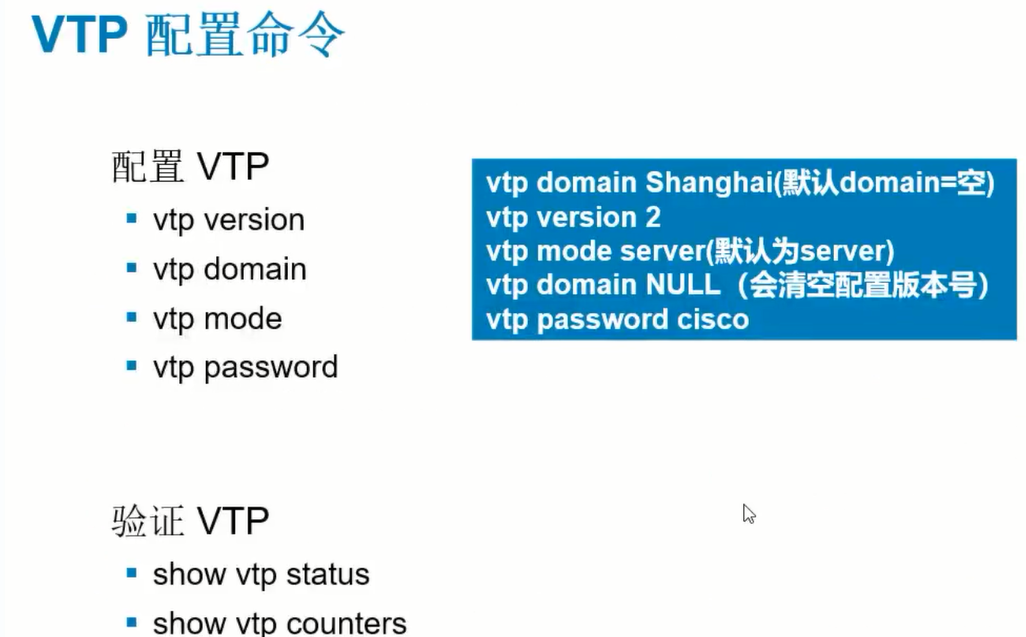 VTP 配置命令
配置 VTP
vtp version
vtp domain
vtp mode
vtp password
vtp domain Shanghai(默认domain=空)
vtp version 2
vtp mode server(默认为server)
vtp domain NULL（会清空配置版本号）
vtp password cisco
验证 VTP
show vtp status
show vtp counters